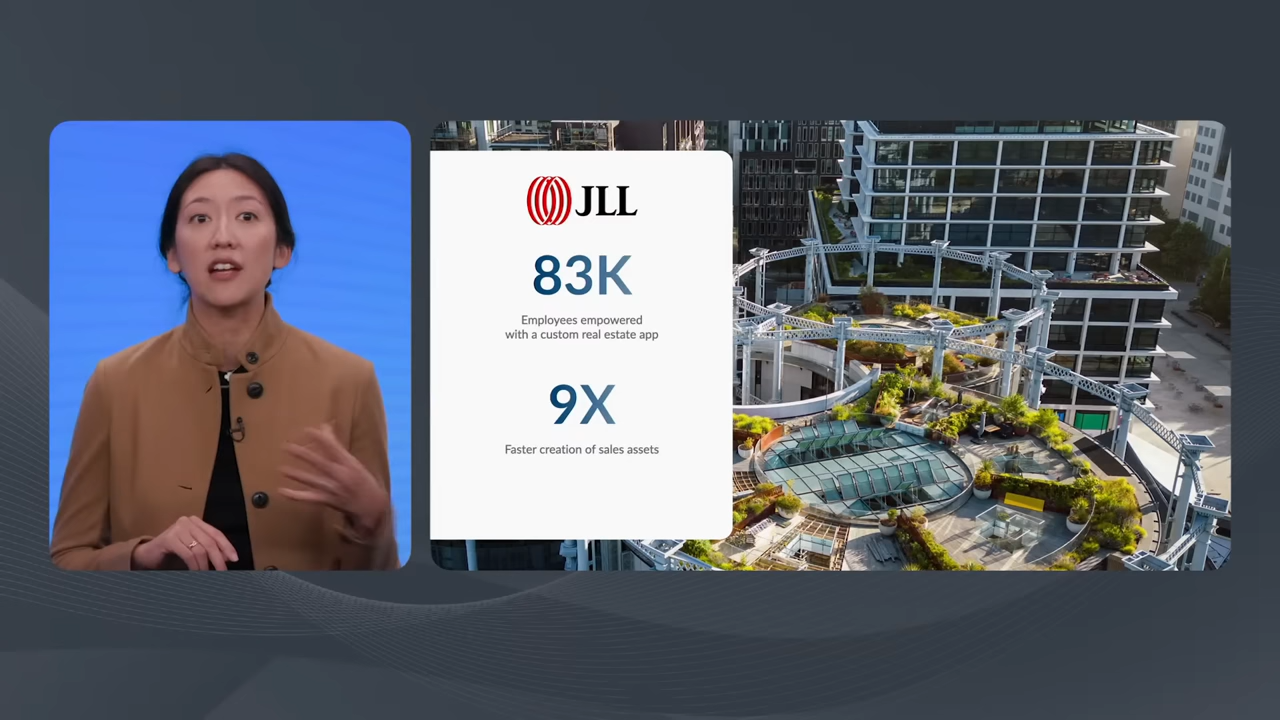 JLL
83K
Employees empowered
with a custom real estate app
9X
Faster creation of sales assets